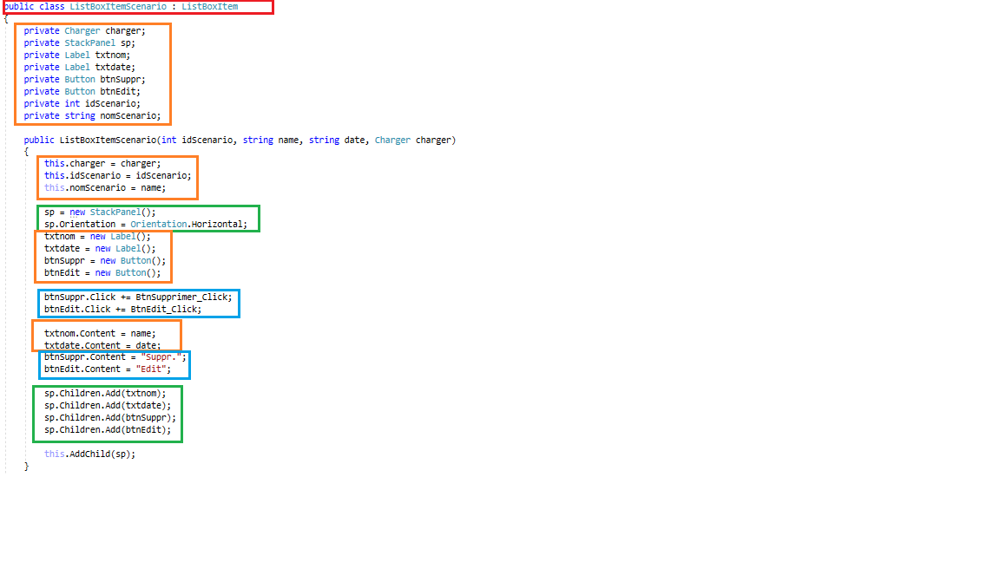 public class ListBoxItemScenario : ListBoxItem
{
private Charger charger;
private StackPanel sp;
private Label txtnom;
private Label txtdate;
private Button btnSuppr;
private Button btnEdit;
private int idScenario;
private string nomScenario;
public ListBoxItemScenario(int idScenario, string name, string date, Charger charger)
{
this.charger = charger;
this.idScenario = idScenario;
this.nomScenario = name;
sp = new StackPanel();
sp.Orientation = Orientation.Horizontal;
txtnom = new Label();
txtdate = new Label();
btnSuppr = new Button();
btnEdit = new Button();
btnSuppr.Click += BtnSupprimer_Click;
btnEdit.Click += BtnEdit_Click;
txtnom.Content = name;
txtdate.Content = date;
btnSuppr.Content = "Suppr.";
btnEdit.Content = "Edit";
sp.Children.Add(txtnom);
sp.Children.Add(txtdate);
sp.Children.Add(btnSuppr);
sp.Children.Add(btnEdit);
this.AddChild(sp);
}